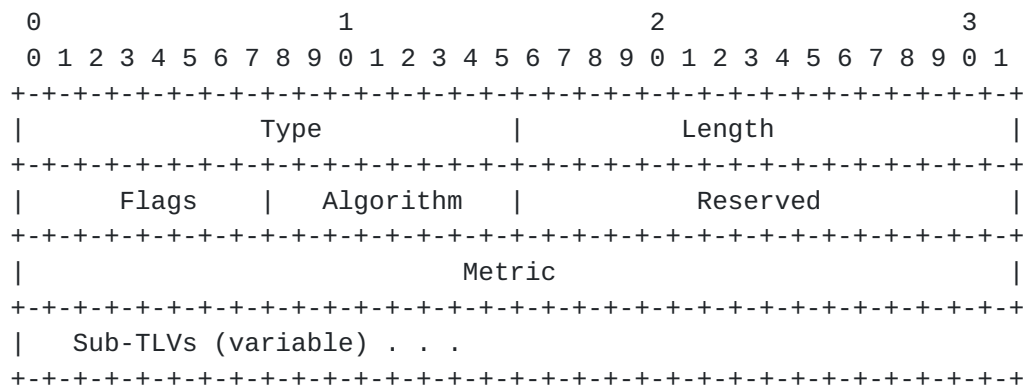 0                   1                   2                   3
 0 1 2 3 4 5 6 7 8 9 0 1 2 3 4 5 6 7 8 9 0 1 2 3 4 5 6 7 8 9 0 1
+-+-+-+-+-+-+-+-+-+-+-+-+-+-+-+-+-+-+-+-+-+-+-+-+-+-+-+-+-+-+-+-+
|               Type            |          Length               |
+-+-+-+-+-+-+-+-+-+-+-+-+-+-+-+-+-+-+-+-+-+-+-+-+-+-+-+-+-+-+-+-+
|      Flags    |   Algorithm   |           Reserved            |
+-+-+-+-+-+-+-+-+-+-+-+-+-+-+-+-+-+-+-+-+-+-+-+-+-+-+-+-+-+-+-+-+
|                            Metric                             |
+-+-+-+-+-+-+-+-+-+-+-+-+-+-+-+-+-+-+-+-+-+-+-+-+-+-+-+-+-+-+-+-+
|   Sub-TLVs (variable) . . .
+-+-+-+-+-+-+-+-+-+-+-+-+-+-+-+-+-+-+-+-+-+-+-+-+-+-+-+-+-+-+-+-+